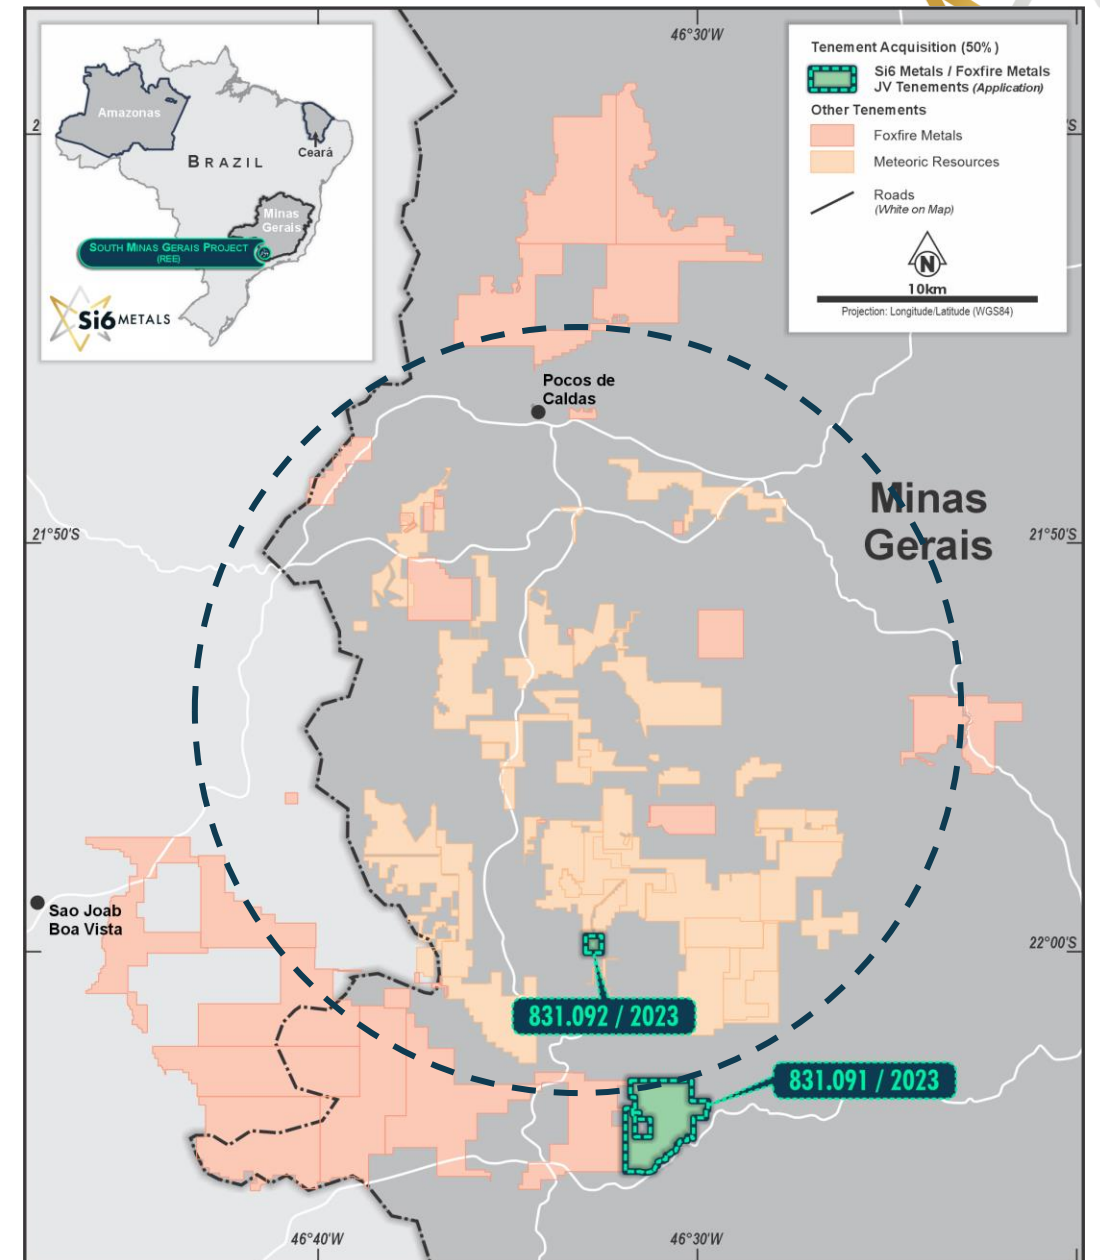 46°30'W
2
'S
Amazonas
BRAZIL
Ceará
Minas
Gerais
SOUTH MINAS GERAIS PROJECT
(REE)
Si6 METALS
Tenement Acquisition (50%)
Si6 Metals / Foxfire Metals
JV Tenements (Application)
Other Tenements
Foxfire Metals
Meteoric Resources
Roads
(White on Map)
N
10km
Projection: Longitude/Latitude (WGS84)
Pocos de
Caldas
Minas
Gerais
21°50'S
21°50'S
Sao Joab
Boa Vista
22°00'S
831.092 / 2023
831.091 / 2023
46°40'W
46°30'W